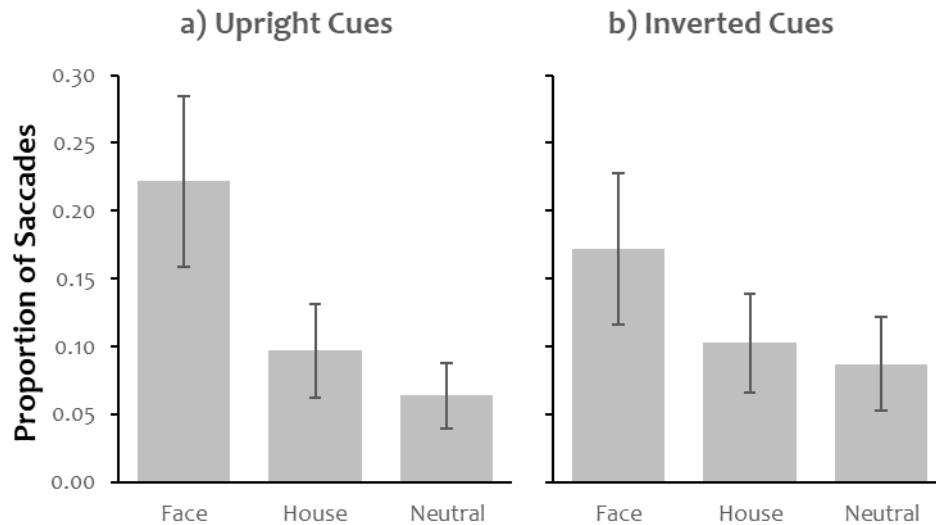 a) Upright Cues
b) Inverted Cues
Proportion of Saccades
0.30
0.25
0.20
0.15
0.10
0.05
0.00
Face House Neutral
Face House Neutral